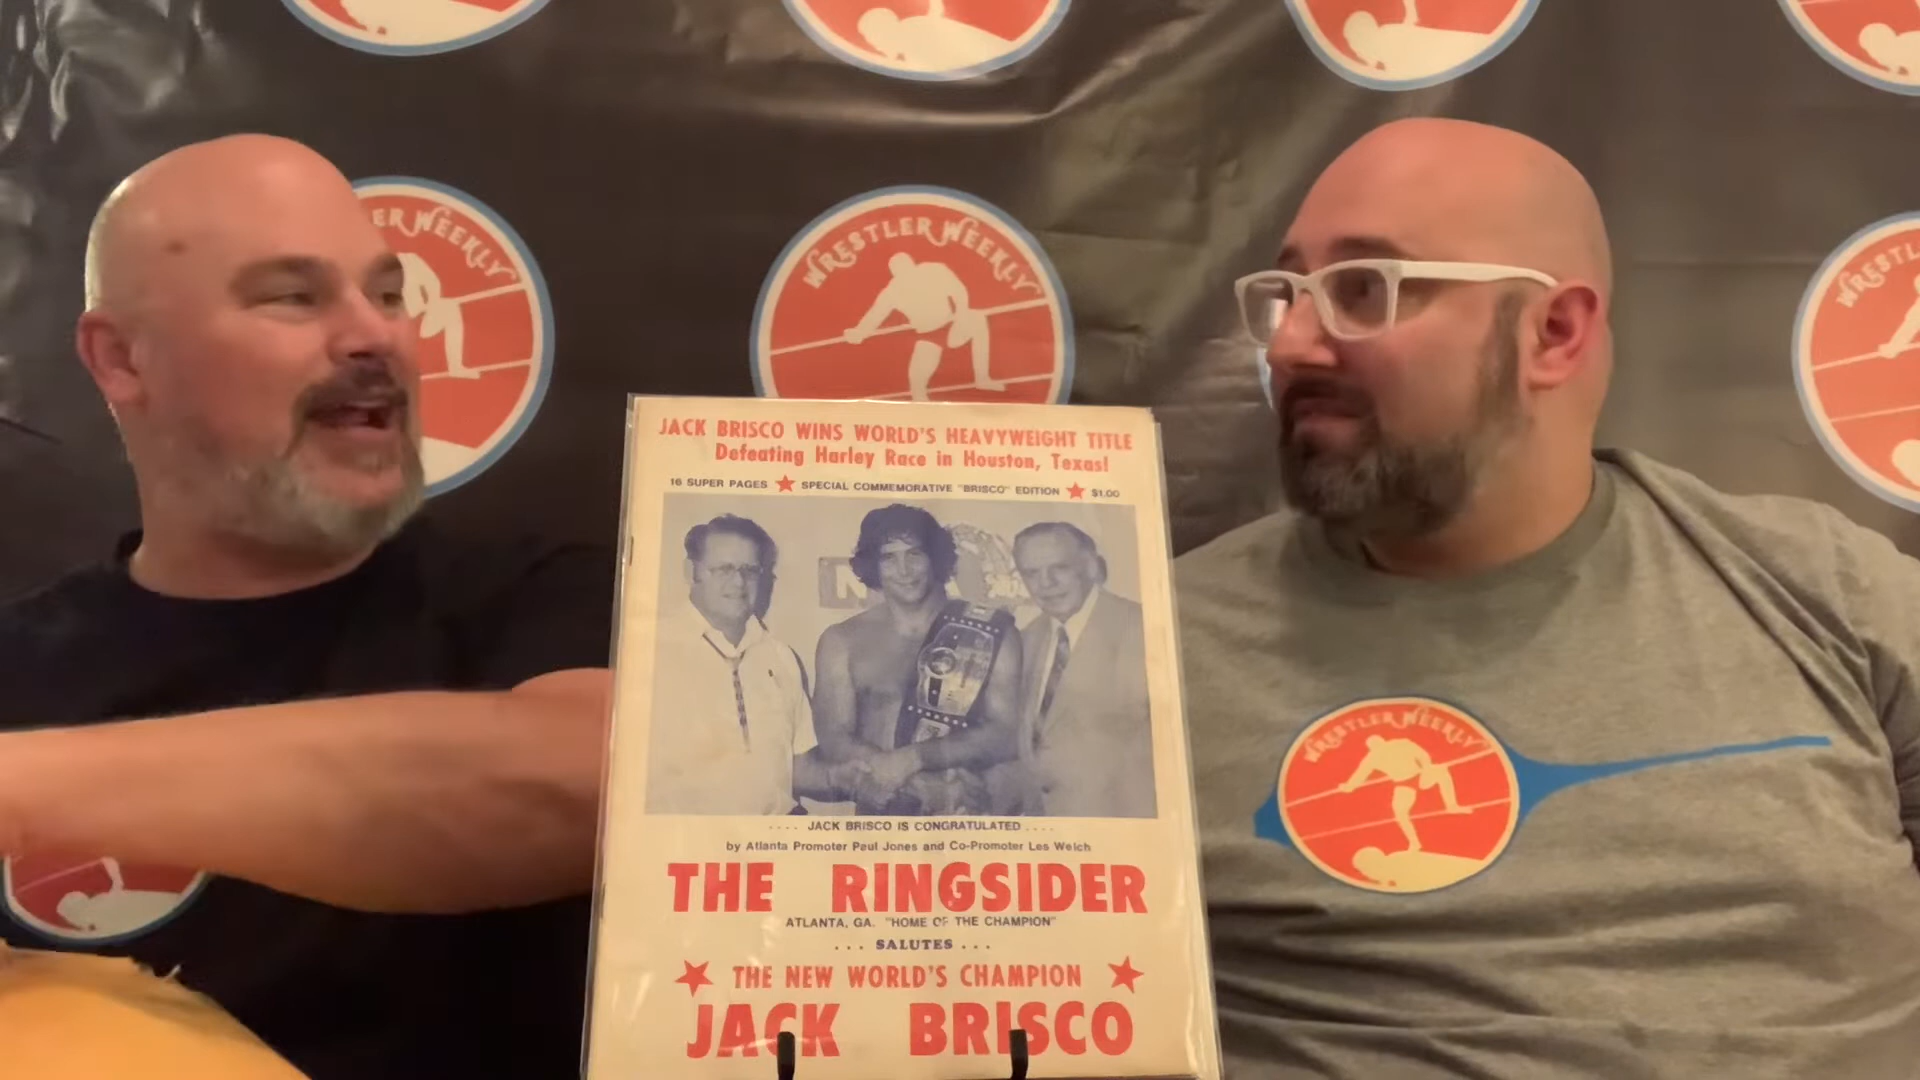 ER WEEKLY
WRESTLER WEEKLY
WRESTL
JACK BRISCO WINS WORLD'S HEAVYWEIGHT TITLE
Defeating Harley Race in Houston, Texas!
16 SUPER PAGES ★ SPECIAL COMMEMORATIVE "BRISCO" EDITION ★ $1.00
N
.... JACK BRISCO IS CONGRATULATED ....
by Atlanta Promoter Paul Jones and Co-Promoter Les Welch
THE RINGSIDER
ATLANTA, GA. "HOME OF THE CHAMPION"
... SALUTES ...
★ THE NEW WORLD'S CHAMPION ★
JACK BRISCO
WRESTLER WEEKLY